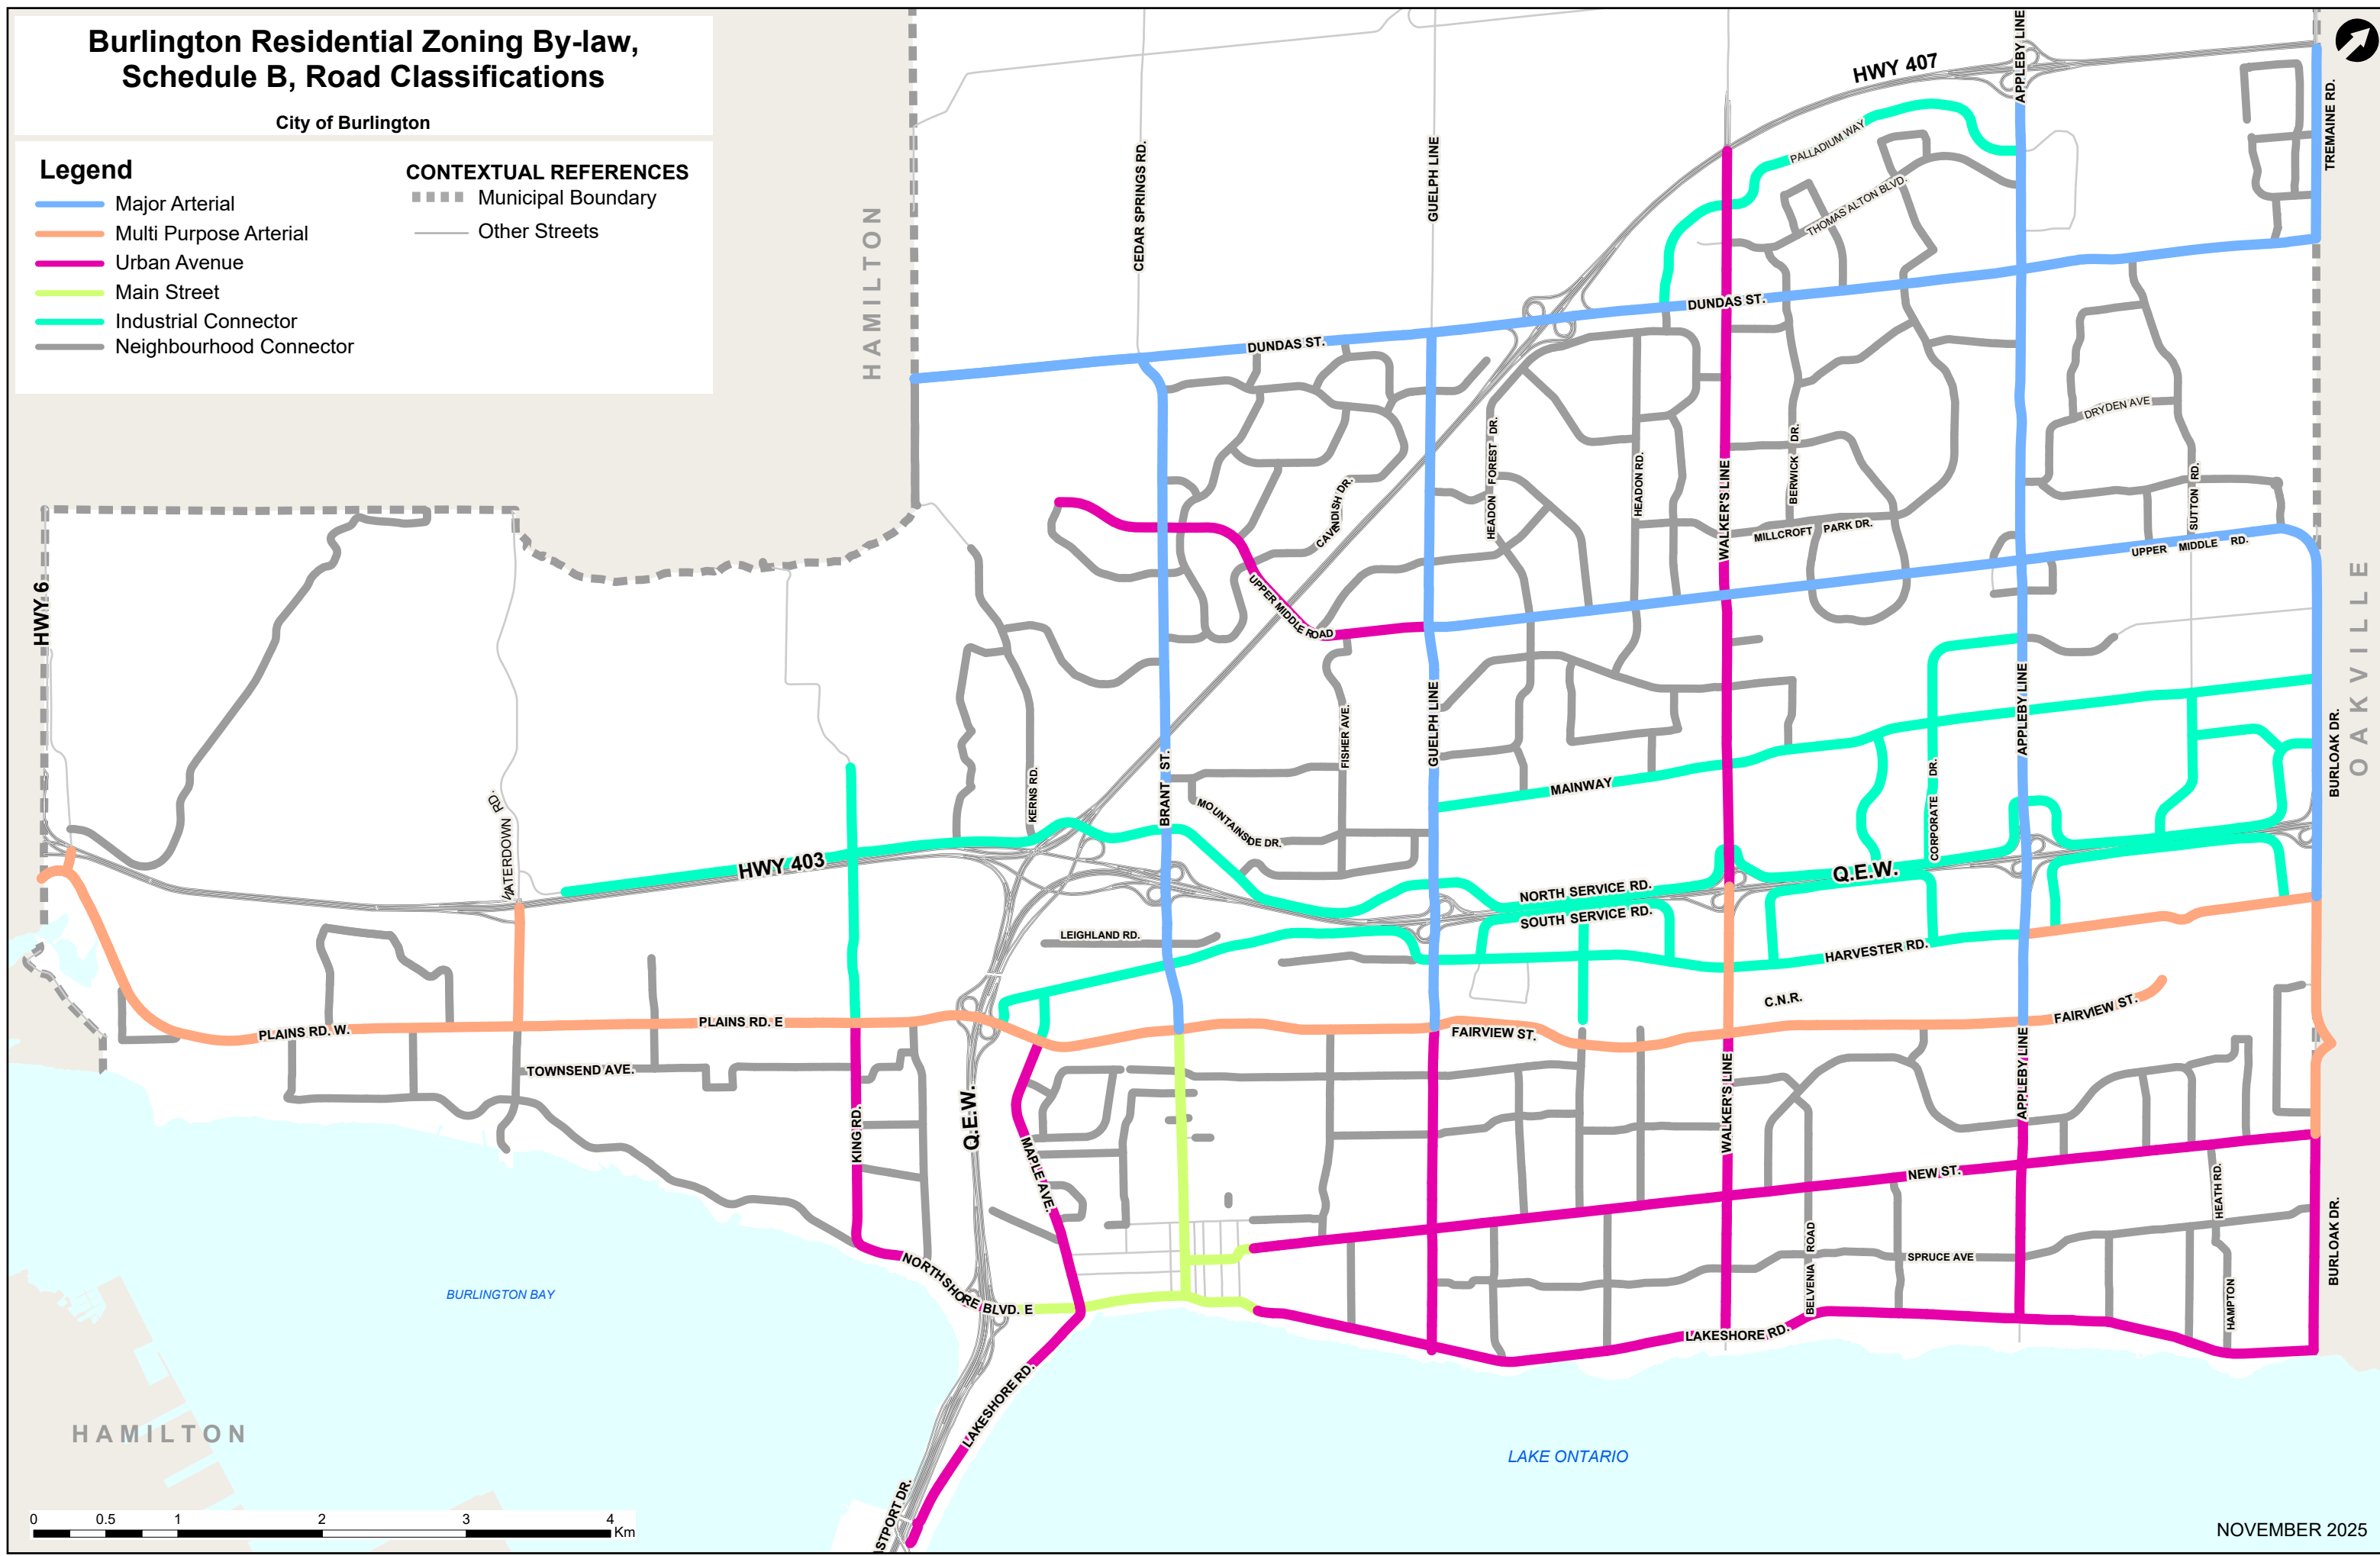 Burlington Residential Zoning By-law,
Schedule B, Road Classifications
City of Burlington
Legend
Major Arterial
Multi Purpose Arterial
Urban Avenue
Main Street
Industrial Connector
Neighbourhood Connector
CONTEXTUAL REFERENCES
Municipal Boundary
Other Streets
HAMILTON
CEDAR SPRINGS RD.
GUELPH LINE
HWY 407
APPLEBY LINE
TREMAINE RD.
PALLADIUM WAY
THOMAS ALTON BLVD.
DUNDAS ST.
DUNDAS ST.
DRYDEN AVE
HEADON FOREST DR.
HEADON RD.
WALKER'S LINE
BERWICK DR.
SUTTON RD.
CAVENDISH DR.
MILLCROFT PARK DR.
UPPER MIDDLE RD.
UPPER MIDDLE ROAD
HWY 6
OAKVILLE
WATERDOWN RD.
KERNS RD.
BRANT ST.
FISHER AVE.
GUELPH LINE
APPLEBY LINE
BURLOAK DR.
MAINWAY
CORPORATE DR.
MOUNTAINSIDE DR.
HWY 403
Q.E.W.
NORTH SERVICE RD.
SOUTH SERVICE RD.
LEIGHLAND RD.
HARVESTER RD.
C.N.R.
PLAINS RD. W.
PLAINS RD. E
FAIRVIEW ST.
FAIRVIEW ST.
TOWNSEND AVE.
KING RD.
Q.E.W.
MAPLE AVE.
WALKER'S LINE
APPLEBY LINE
NEW ST.
HEATH RD.
BURLOAK DR.
BELVENIA ROAD
SPRUCE AVE
HAMPTON
NORTH SHORE BLVD. E
LAKESHORE RD.
LAKESHORE RD.
BURLINGTON BAY
HAMILTON
LAKE ONTARIO
0 0.5 1 2 3 4
Km
NOVEMBER 2025